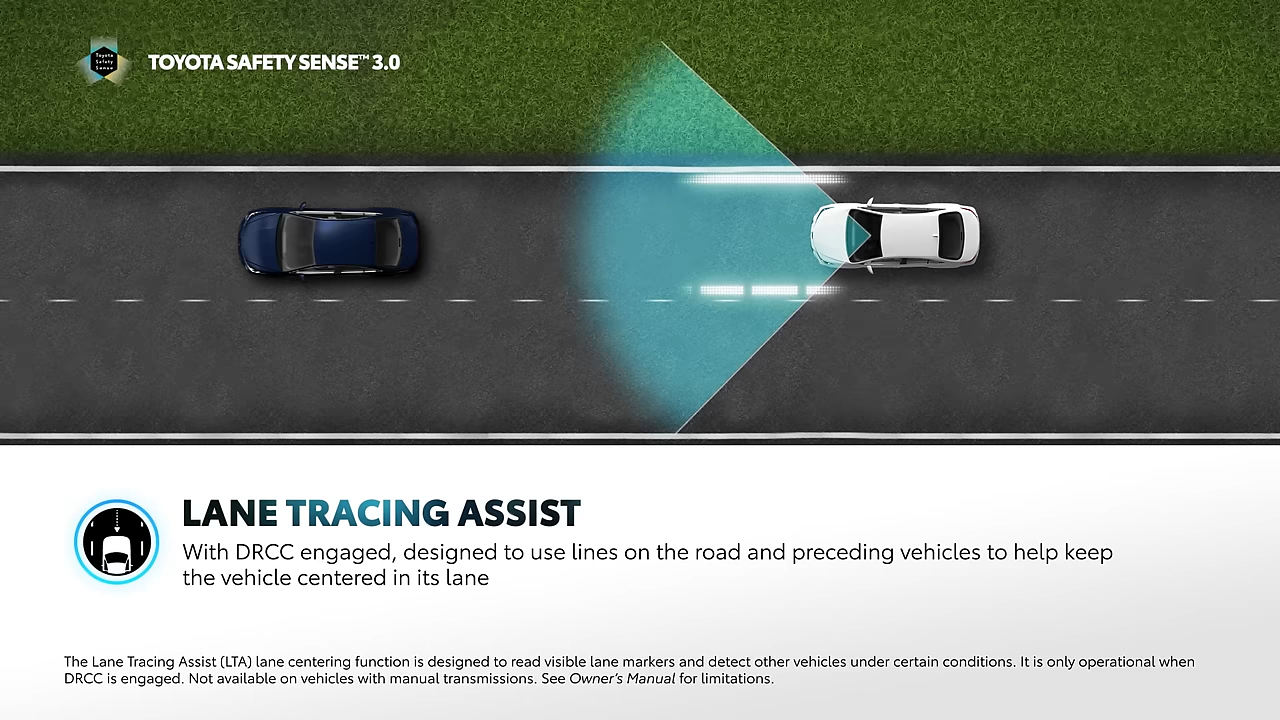 Toyota
Safety
Sense
TOYOTA SAFETY SENSE™ 3.0
LANE TRACING ASSIST
With DRCC engaged, designed to use lines on the road and preceding vehicles to help keep
the vehicle centered in its lane
The Lane Tracing Assist (LTA) lane centering function is designed to read visible lane markers and detect other vehicles under certain conditions. It is only operational when
DRCC is engaged. Not available on vehicles with manual transmissions. See Owner's Manual for limitations.